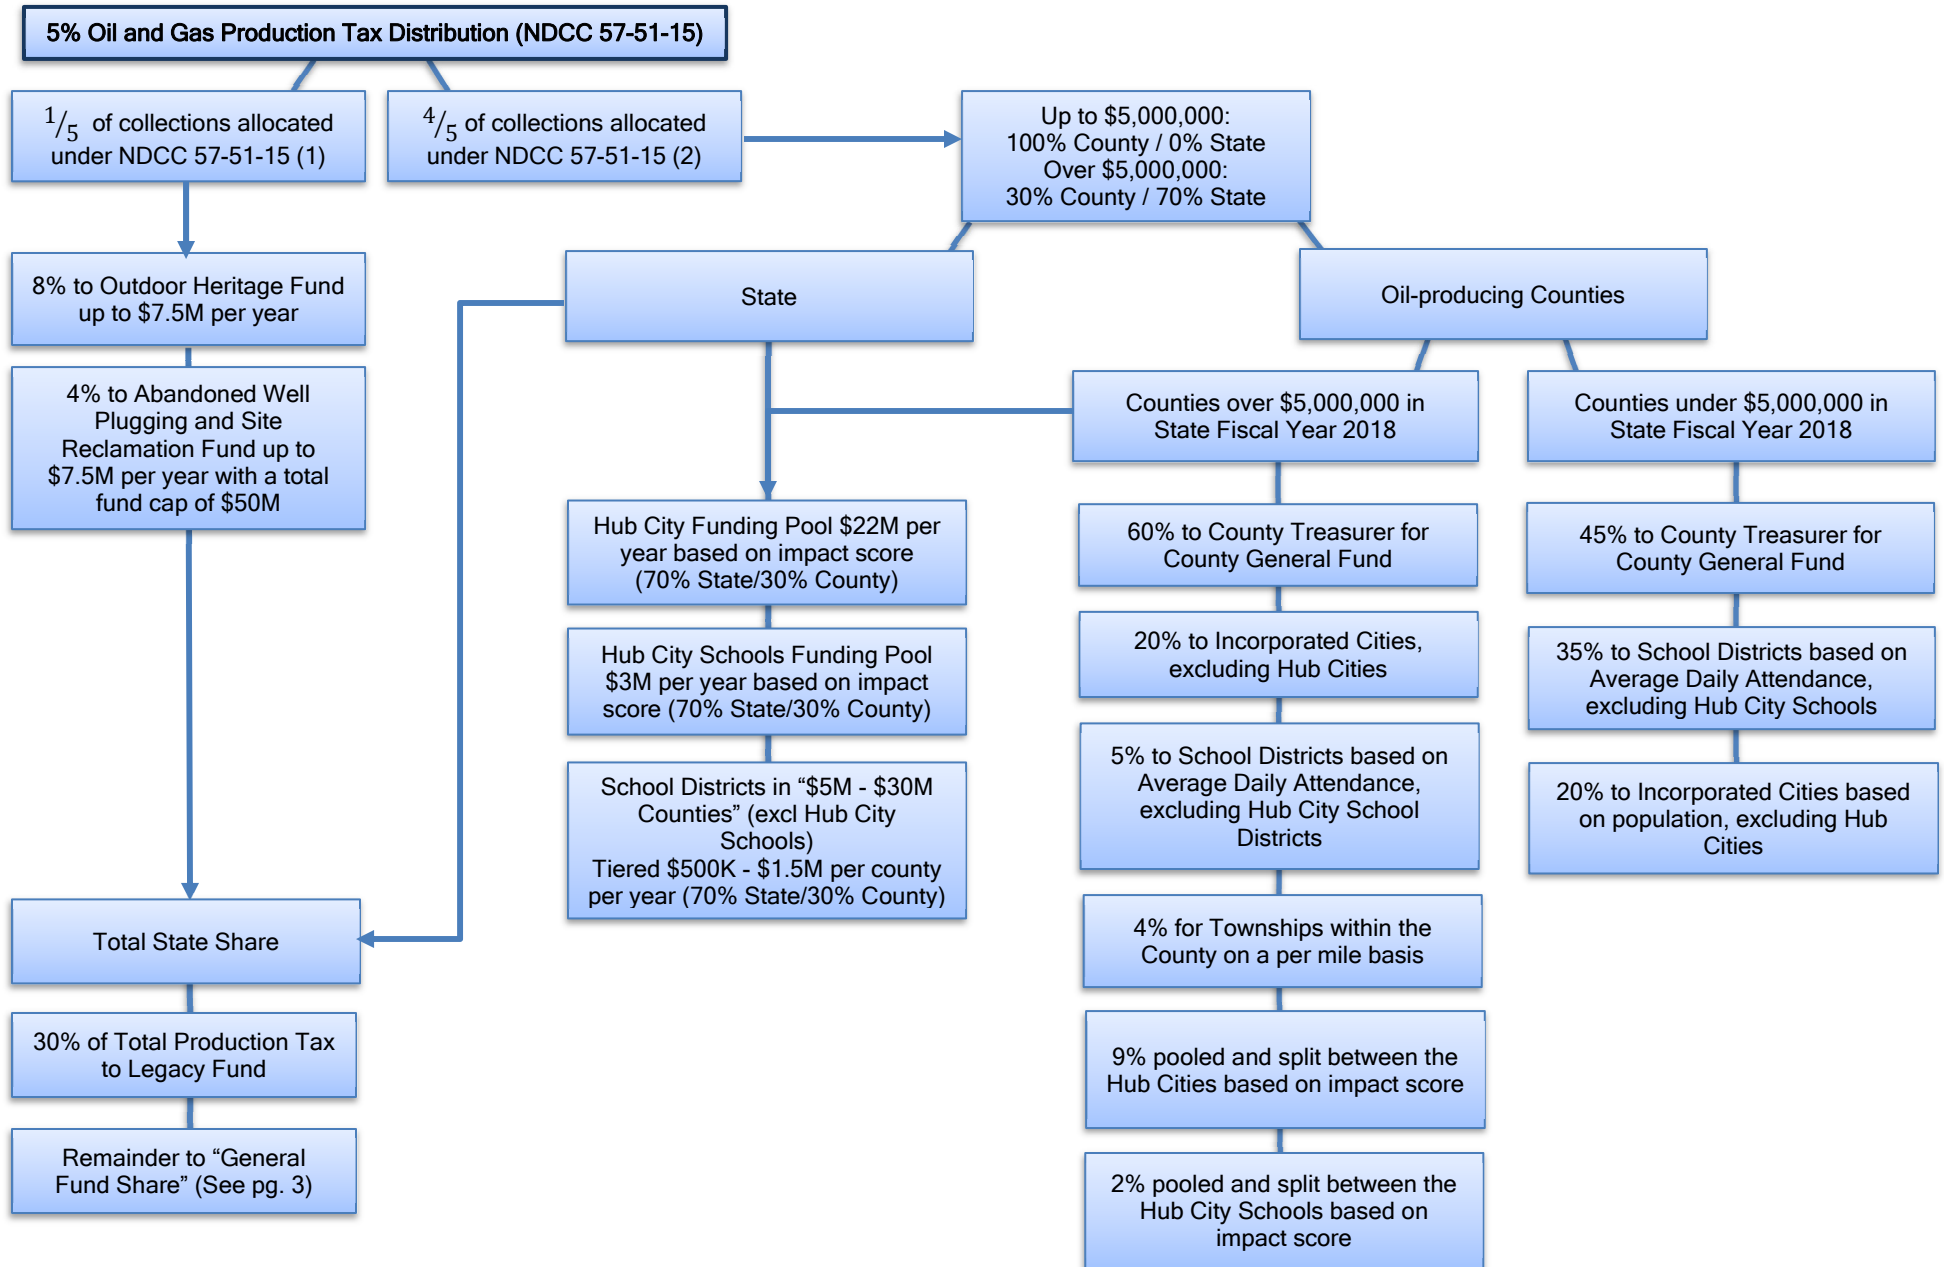 5% Oil and Gas Production Tax Distribution (NDCC 57-51-15)
1/5 of collections allocated
under NDCC 57-51-15 (1)
4/5 of collections allocated
under NDCC 57-51-15 (2)
Up to $5,000,000:
100% County / 0% State
Over $5,000,000:
30% County / 70% State
8% to Outdoor Heritage Fund
up to $7.5M per year
4% to Abandoned Well
Plugging and Site
Reclamation Fund up to
$7.5M per year with a total
fund cap of $50M
Total State Share
30% of Total Production Tax
to Legacy Fund
Remainder to “General
Fund Share” (See pg. 3)
State
Hub City Funding Pool $22M per
year based on impact score
(70% State/30% County)
Hub City Schools Funding Pool
$3M per year based on impact
score (70% State/30% County)
School Districts in “$5M - $30M
Counties” (excl Hub City
Schools)
Tiered $500K - $1.5M per county
per year (70% State/30% County)
Oil-producing Counties
Counties over $5,000,000 in
State Fiscal Year 2018
60% to County Treasurer for
County General Fund
20% to Incorporated Cities,
excluding Hub Cities
5% to School Districts based on
Average Daily Attendance,
excluding Hub City School
Districts
4% for Townships within the
County on a per mile basis
9% pooled and split between the
Hub Cities based on impact score
2% pooled and split between the
Hub City Schools based on
impact score
Counties under $5,000,000 in
State Fiscal Year 2018
45% to County Treasurer for
County General Fund
35% to School Districts based on
Average Daily Attendance,
excluding Hub City Schools
20% to Incorporated Cities based
on population, excluding Hub
Cities